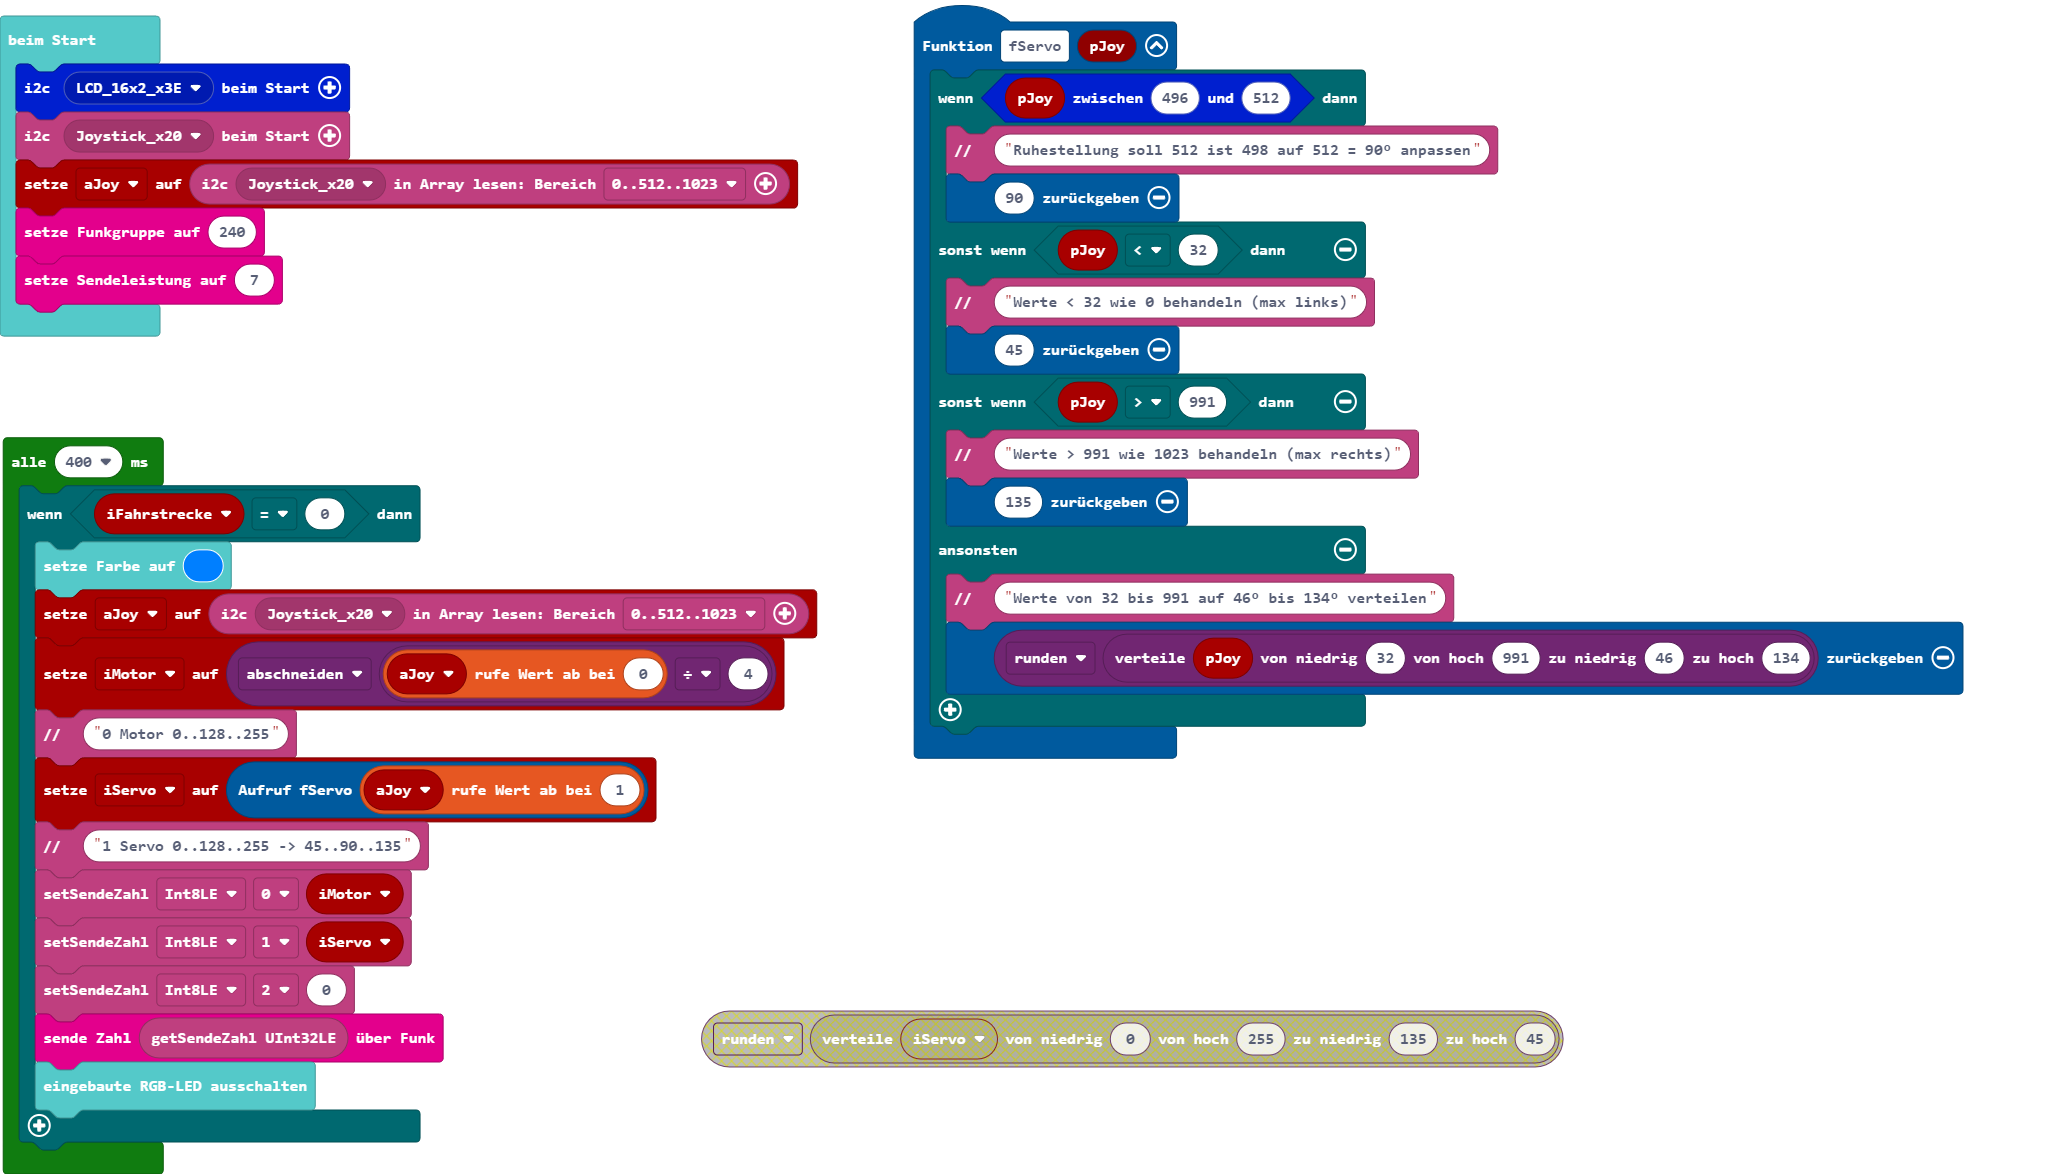 beim Start
i2c LCD_16x2_x3E beim Start
i2c Joystick_x20 beim Start
setze aJoy auf i2c Joystick_x20 in Array lesen: Bereich 0..512..1023
setze Funkgruppe auf 240
setze Sendeleistung auf 7
alle 400 ms
wenn iFahrstrecke = 0 dann
setze Farbe auf
setze aJoy auf i2c Joystick_x20 in Array lesen: Bereich 0..512..1023
setze iMotor auf abschneiden aJoy rufe Wert ab bei 0 ÷ 4
// "0 Motor 0..128..255"
setze iServo auf Aufruf fServo aJoy rufe Wert ab bei 1
// "1 Servo 0..128..255 -> 45..90..135"
setSendeZahl Int8LE 0 iMotor
setSendeZahl Int8LE 1 iServo
setSendeZahl Int8LE 2 0
sende Zahl getSendeZahl UInt32LE über Funk
eingebaute RGB-LED ausschalten
Funktion fServo pJoy
wenn pJoy zwischen 496 und 512 dann
// "Ruhestellung soll 512 ist 498 auf 512 = 90º anpassen"
90 zurückgeben
sonst wenn pJoy < 32 dann
// "Werte < 32 wie 0 behandeln (max links)"
45 zurückgeben
sonst wenn pJoy > 991 dann
// "Werte > 991 wie 1023 behandeln (max rechts)"
135 zurückgeben
ansonsten
// "Werte von 32 bis 991 auf 46º bis 134º verteilen"
runden verteile pJoy von niedrig 32 von hoch 991 zu niedrig 46 zu hoch 134 zurückgeben
runden verteile iServo von niedrig 0 von hoch 255 zu niedrig 135 zu hoch 45